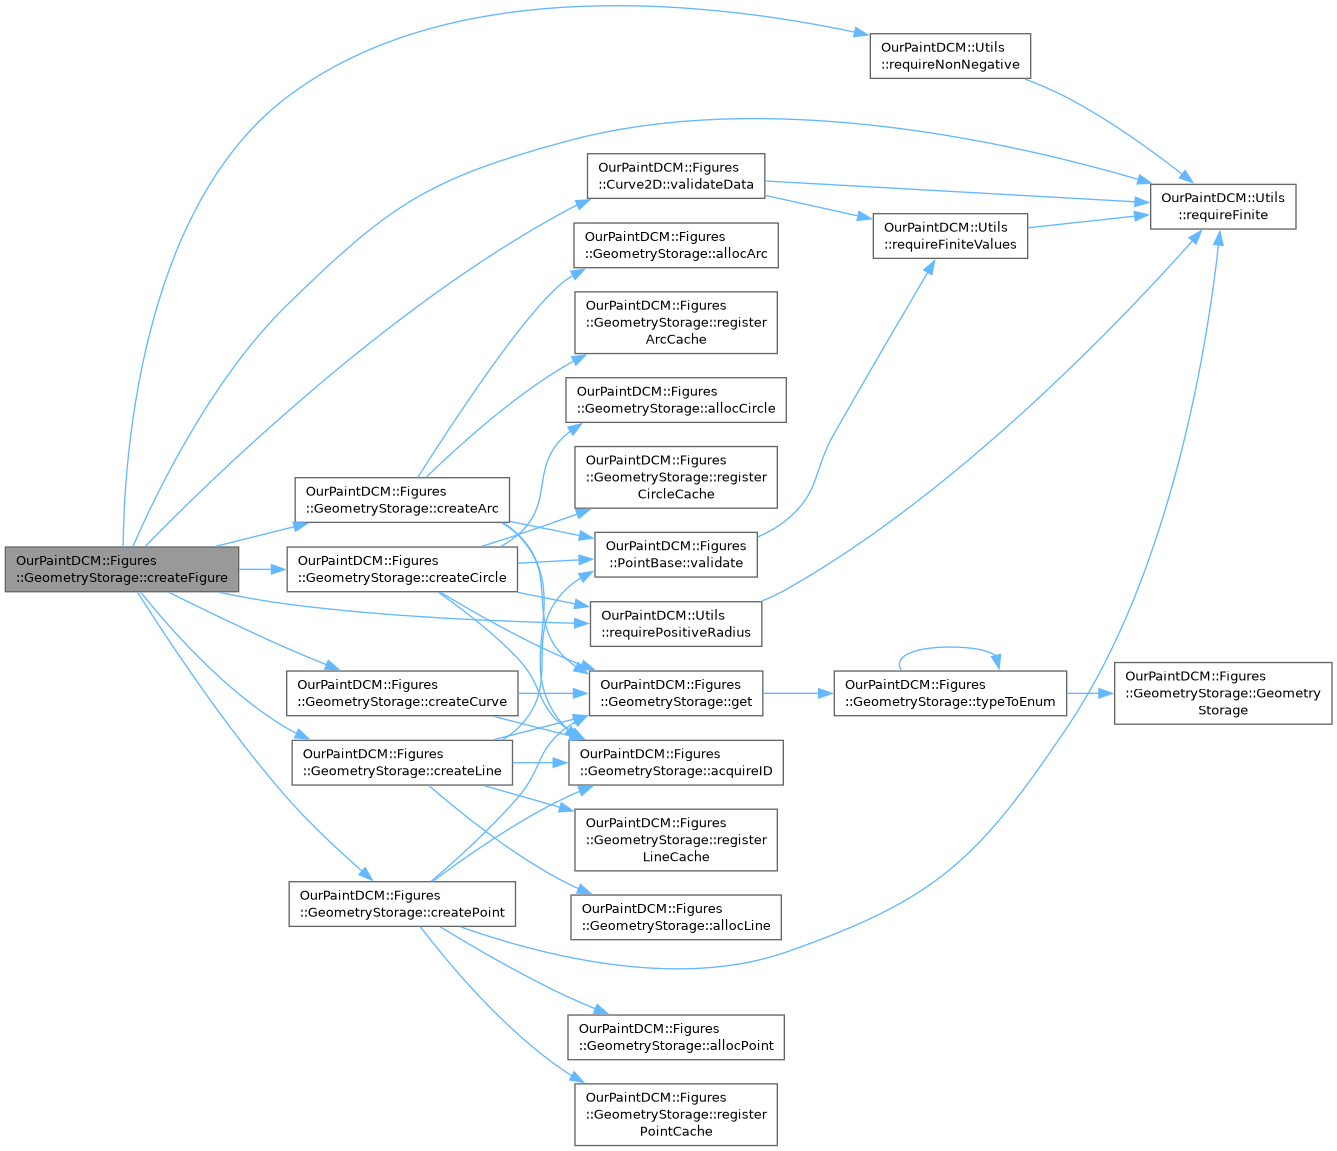 OurPaintDCM::Utils
::requireNonNegative
OurPaintDCM::Figures
::Curve2D::validateData
OurPaintDCM::Utils
::requireFinite
OurPaintDCM::Utils
::requireFiniteValues
OurPaintDCM::Figures
::GeometryStorage::allocArc
OurPaintDCM::Figures
::GeometryStorage::register
ArcCache
OurPaintDCM::Figures
::GeometryStorage::allocCircle
OurPaintDCM::Figures
::GeometryStorage::register
CircleCache
OurPaintDCM::Figures
::GeometryStorage::createArc
OurPaintDCM::Figures
::PointBase::validate
OurPaintDCM::Figures
::GeometryStorage::createFigure
OurPaintDCM::Figures
::GeometryStorage::createCircle
OurPaintDCM::Utils
::requirePositiveRadius
OurPaintDCM::Figures
::GeometryStorage::createCurve
OurPaintDCM::Figures
::GeometryStorage::get
OurPaintDCM::Figures
::GeometryStorage::typeToEnum
OurPaintDCM::Figures
::GeometryStorage::Geometry
Storage
OurPaintDCM::Figures
::GeometryStorage::createLine
OurPaintDCM::Figures
::GeometryStorage::acquireID
OurPaintDCM::Figures
::GeometryStorage::register
LineCache
OurPaintDCM::Figures
::GeometryStorage::createPoint
OurPaintDCM::Figures
::GeometryStorage::allocLine
OurPaintDCM::Figures
::GeometryStorage::allocPoint
OurPaintDCM::Figures
::GeometryStorage::register
PointCache